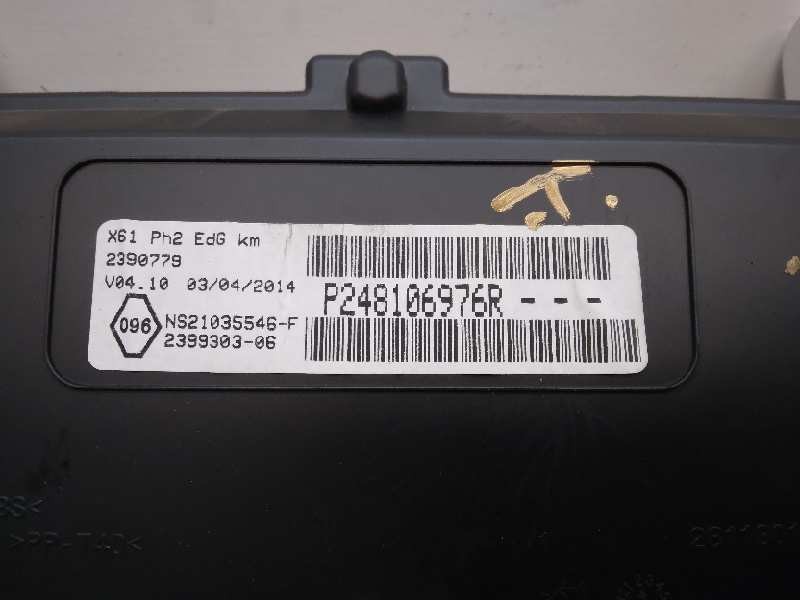 X61 Ph2 EdG km
2390779
V04.10 03/04/2014
096
NS21035546-F
2399303-06
P248106976R - - -
>PP-T40<